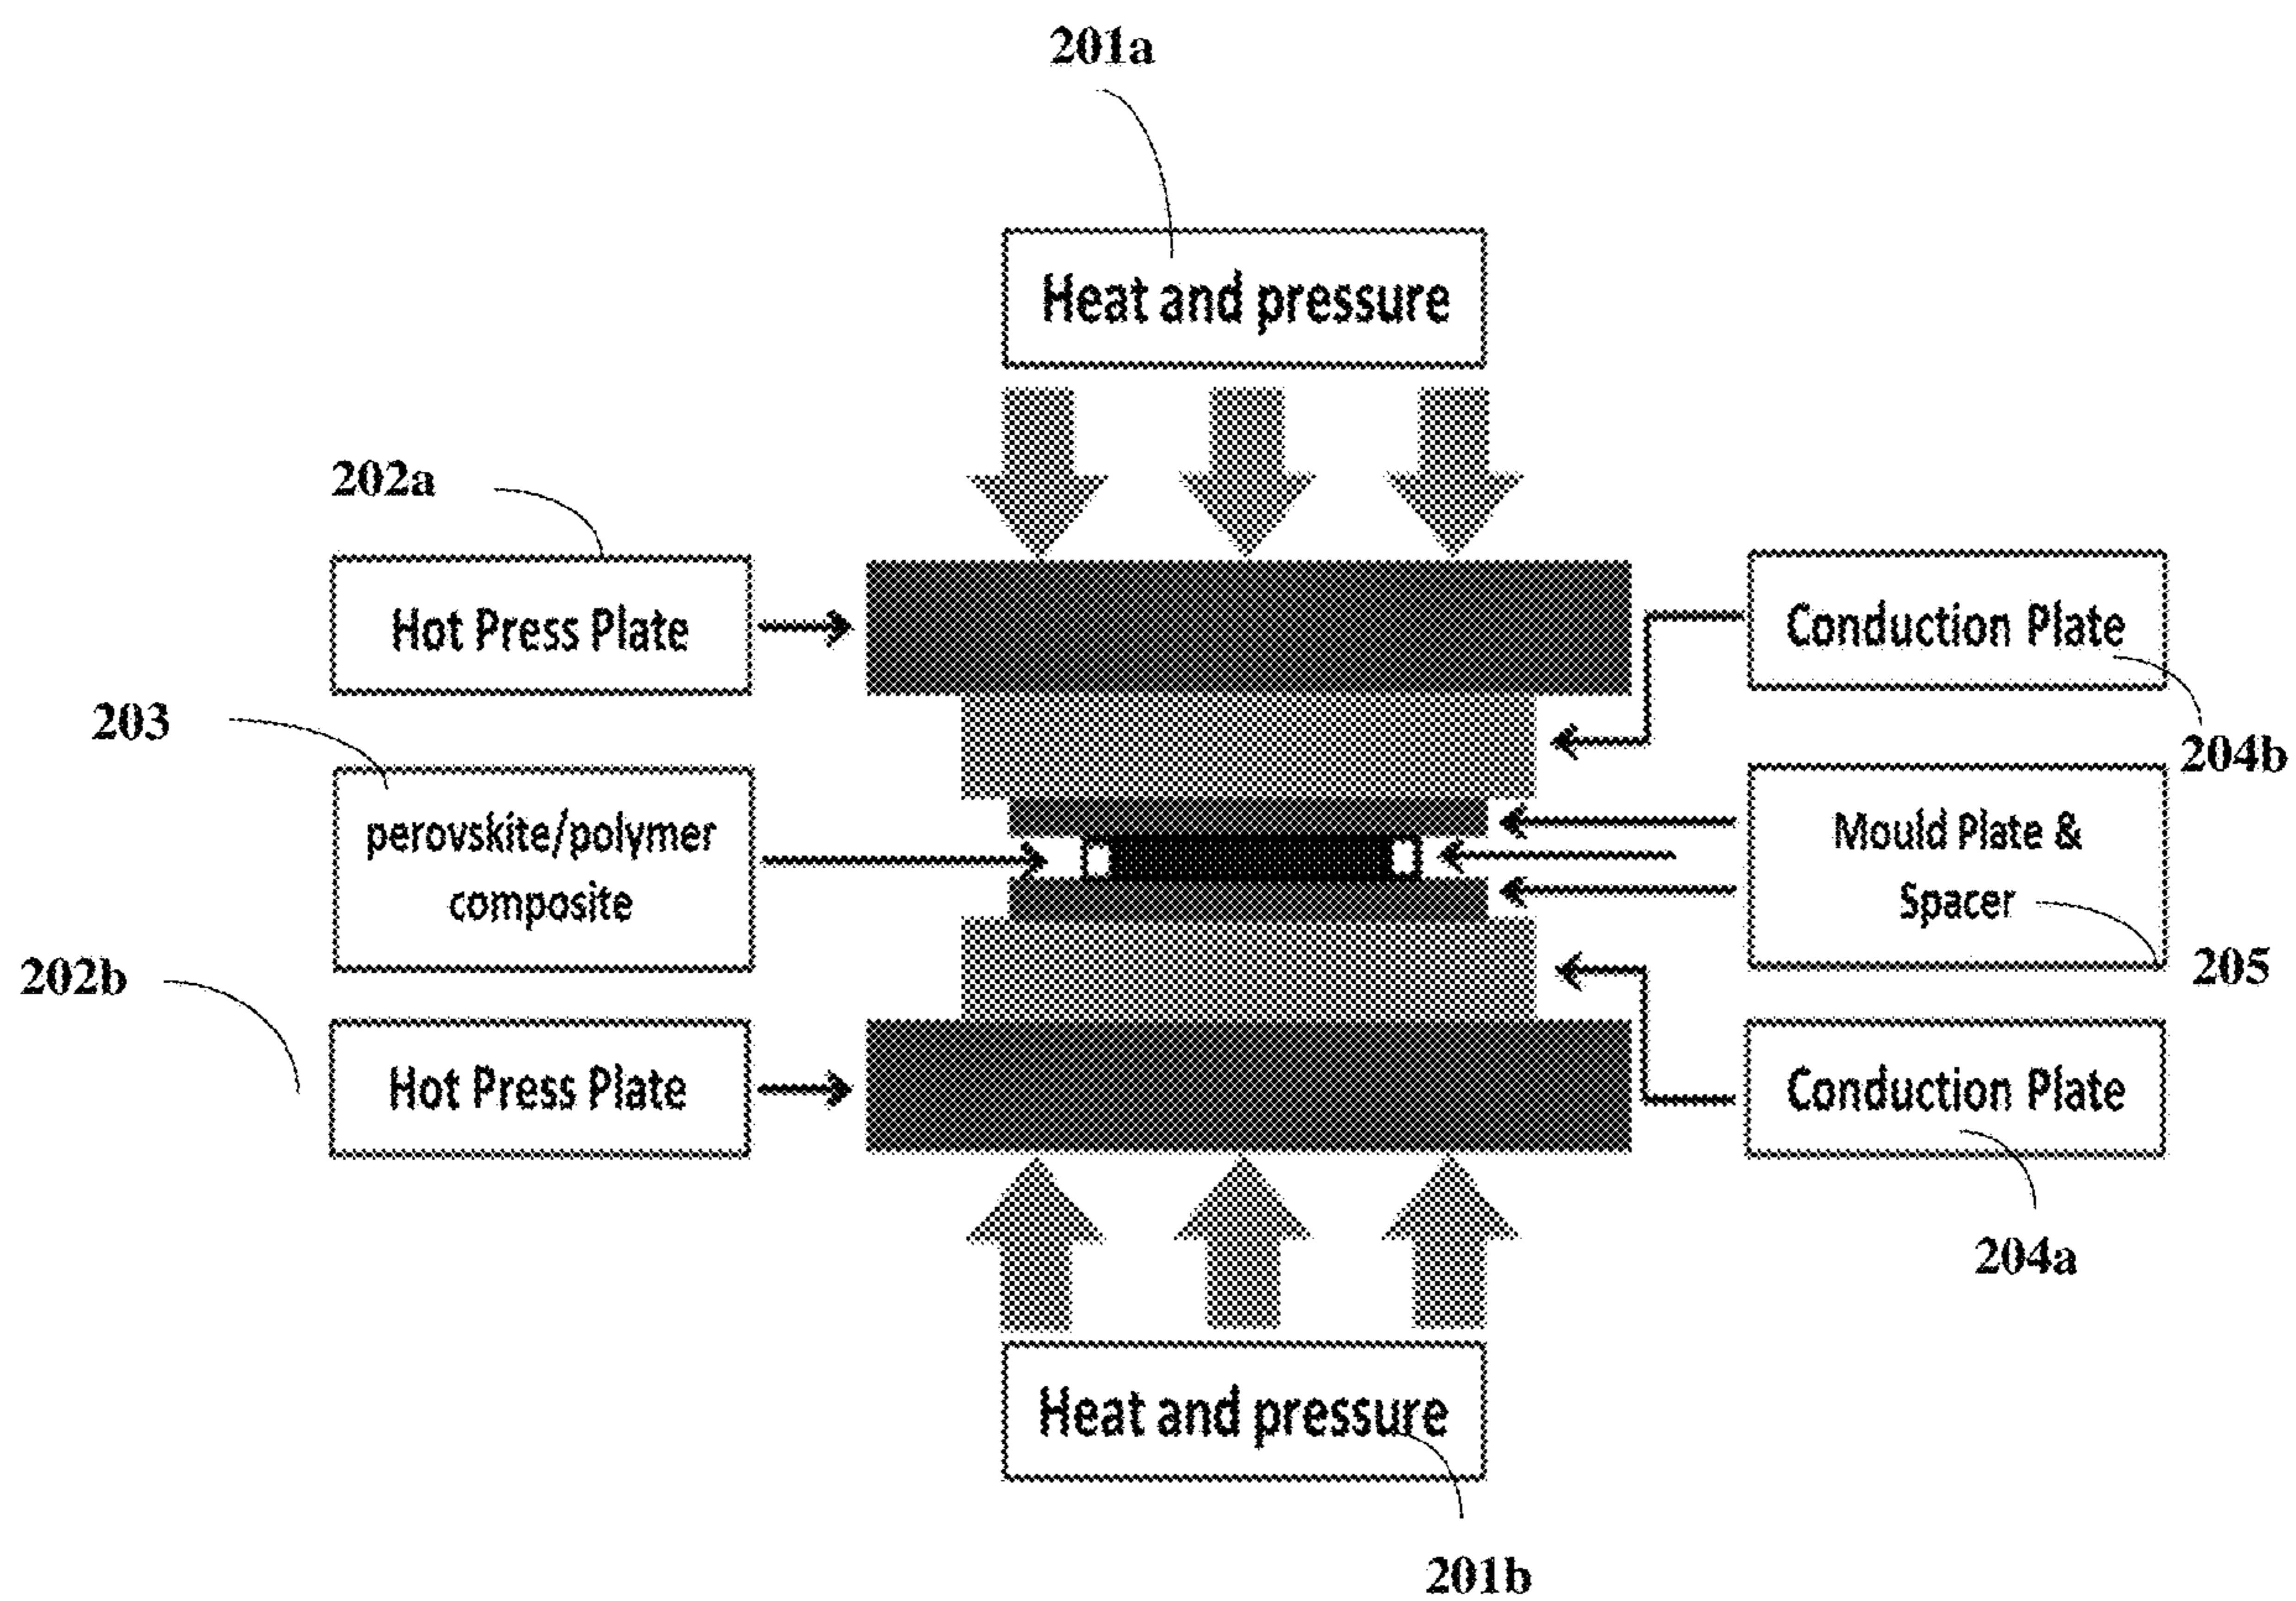 201a
Heat and pressure
202a
Hot Press Plate
Conduction Plate
203
204b
perovskite/polymer
composite
Mould Plate &
Spacer
202b
205
Hot Press Plate
Conduction Plate
204a
Heat and pressure
201b